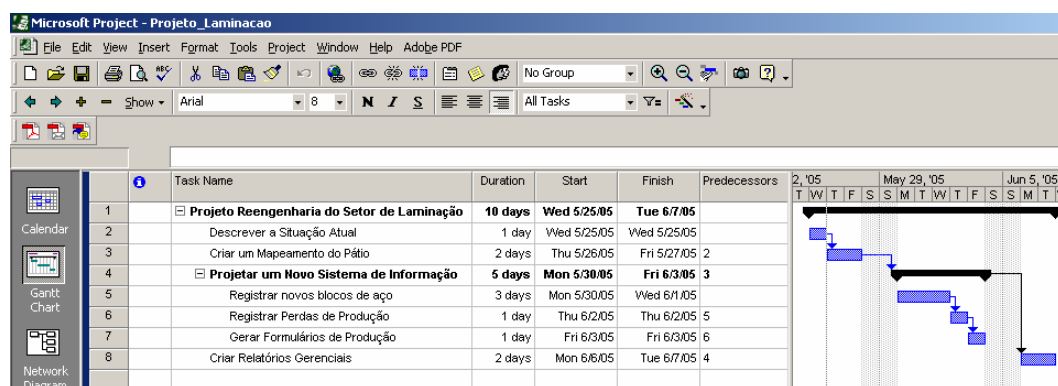 Microsoft Project - Projeto_Laminacao
File Edit View Insert Format Tools Project Window Help Adobe PDF
No Group
Show Arial 8 N I S All Tasks
Task Name Duration Start Finish Predecessors 2, '05 May 29, '05 Jun 5, '05
T W T F S S M T W T F S S M T
1 Projeto Reengenharia do Setor de Laminação 10 days Wed 5/25/05 Tue 6/7/05
Calendar 2 Descrever a Situação Atual 1 day Wed 5/25/05 Wed 5/25/05
3 Criar um Mapeamento do Pátio 2 days Thu 5/26/05 Fri 5/27/05 2
4 Projetar um Novo Sistema de Informação 5 days Mon 5/30/05 Fri 6/3/05 3
Gantt Chart 5 Registrar novos blocos de aço 3 days Mon 5/30/05 Wed 6/1/05
6 Registrar Perdas de Produção 1 day Thu 6/2/05 Thu 6/2/05 5
7 Gerar Formulários de Produção 1 day Fri 6/3/05 Fri 6/3/05 6
8 Criar Relatórios Gerenciais 2 days Mon 6/6/05 Tue 6/7/05 4
Network
Diagram